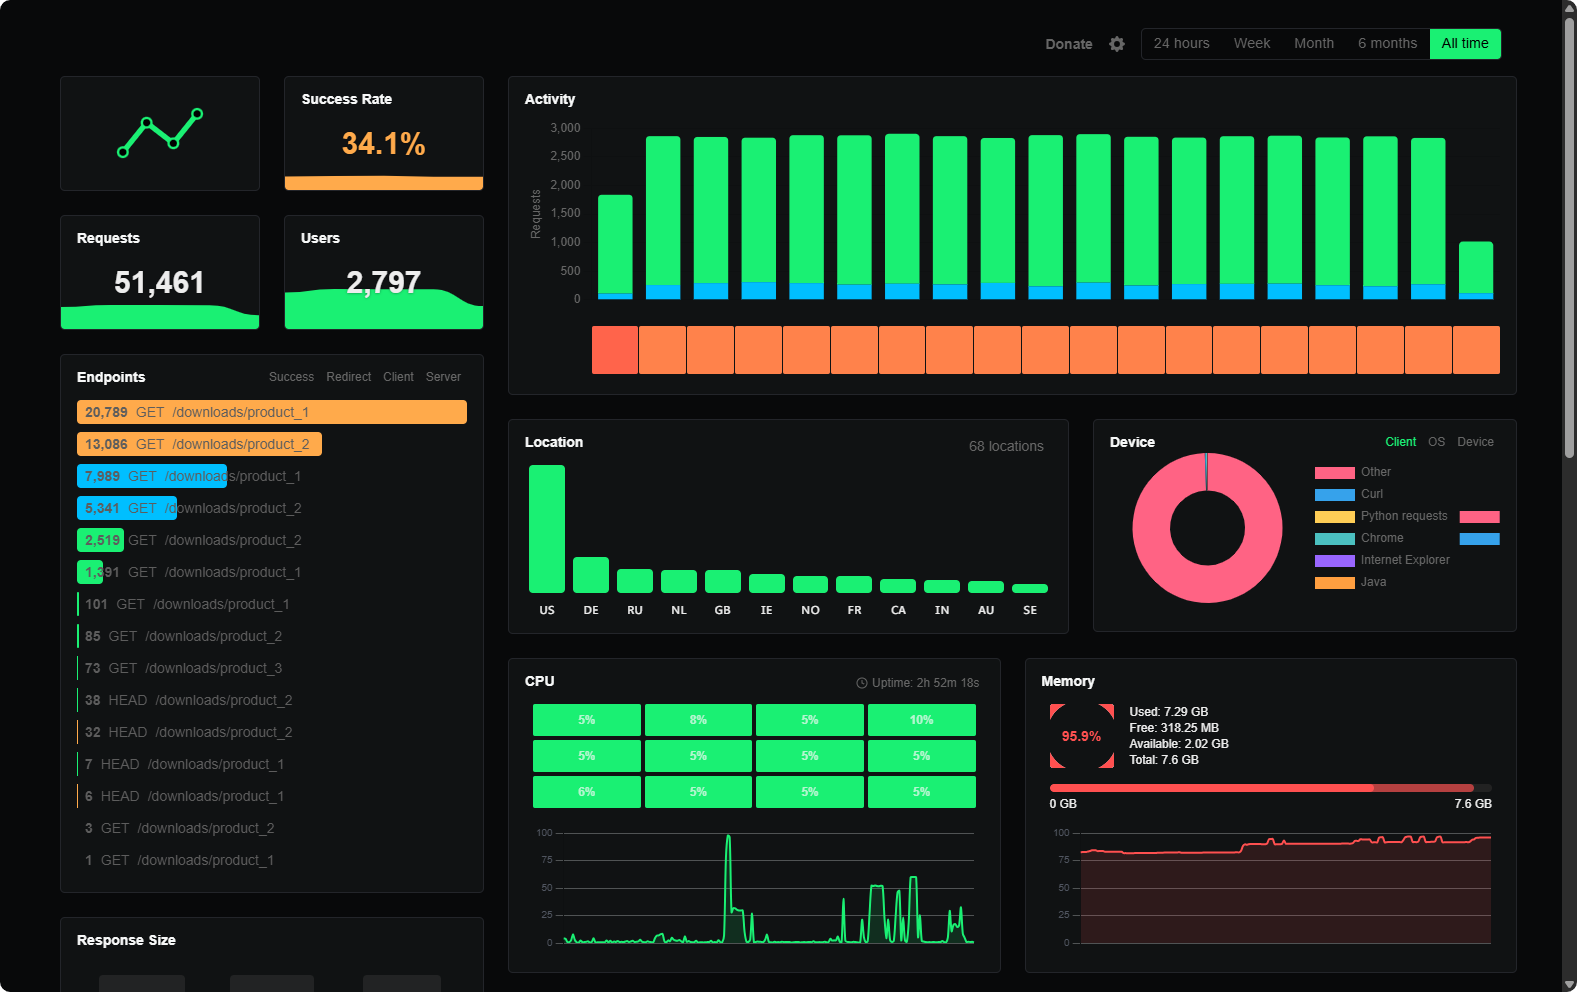 Donate 24 hours Week Month 6 months All time
Success Rate
34.1%
Requests
51,461
Users
2,797
Endpoints Success Redirect Client Server
20,789 GET /downloads/product_1
13,086 GET /downloads/product_2
7,989 GET /downloads/product_1
5,341 GET /downloads/product_2
2,519 GET /downloads/product_2
1,391 GET /downloads/product_1
101 GET /downloads/product_1
85 GET /downloads/product_2
73 GET /downloads/product_3
38 HEAD /downloads/product_2
32 HEAD /downloads/product_2
7 HEAD /downloads/product_1
6 HEAD /downloads/product_1
3 GET /downloads/product_2
1 GET /downloads/product_1
Response Size
Activity
Requests
3,000
2,500
2,000
1,500
1,000
500
0
Location 68 locations
US DE RU NL GB IE NO FR CA IN AU SE
Device Client OS Device
Other
Curl
Python requests
Chrome
Internet Explorer
Java
CPU Uptime: 2h 52m 18s
5% 8% 5% 10%
5% 5% 5% 5%
6% 5% 5% 5%
100
75
50
25
0
Memory
95.9%
Used: 7.29 GB
Free: 318.25 MB
Available: 2.02 GB
Total: 7.6 GB
0 GB 7.6 GB
100
75
50
25
0